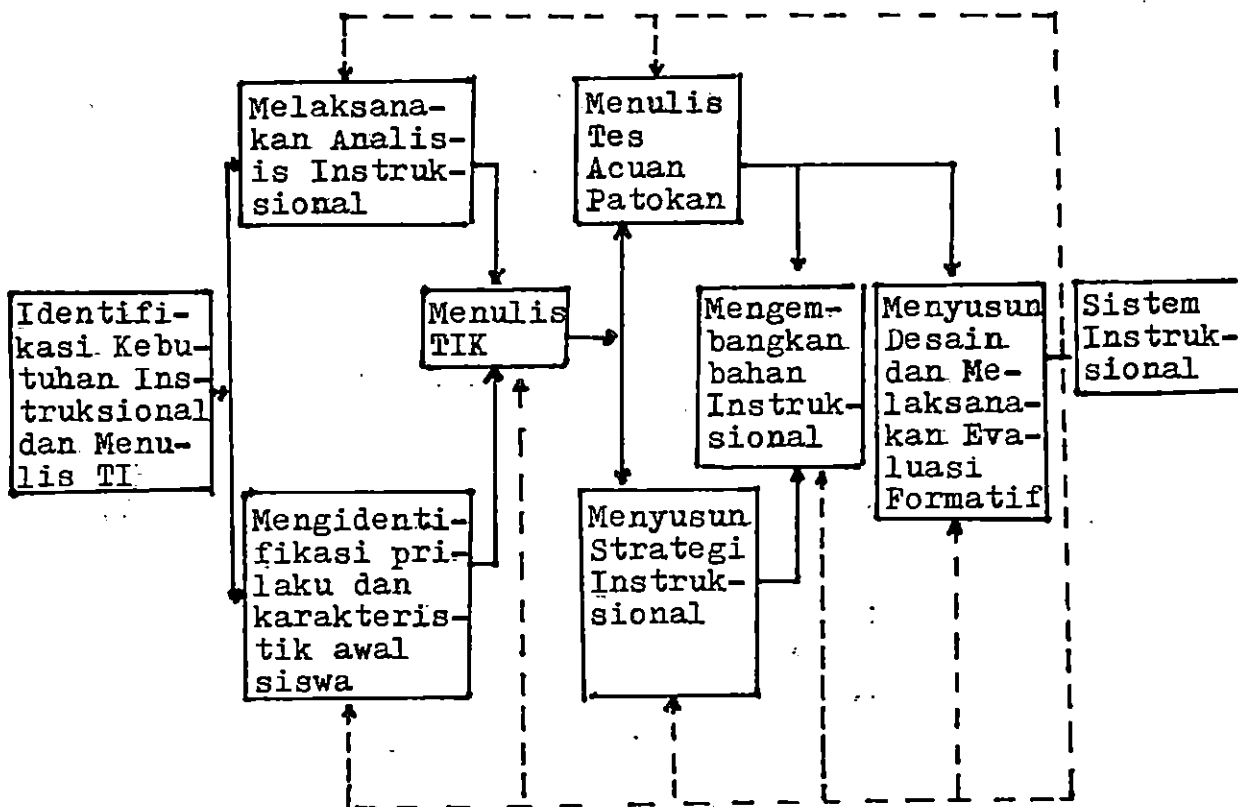 Melaksana-
kan Analis-
is Instruk-
sional
Menulis
Tes
Acuan
Patokan
Identifi-
kasi Kebu-
tuhan Ins-
truksional
dan Menu-
lis TI
Menulis
TIK
Mengem-
bangkan
bahan
Instruk-
sional
Menyusun
Desain
dan Me-
laksana-
kan Eva-
luasi
Formatif
Sistem
Instruk-
sional
Mengidenti-
fikasi pri-
laku dan
karakteris-
tik awal
siswa
Menyusun
Strategi
Instruk-
sional